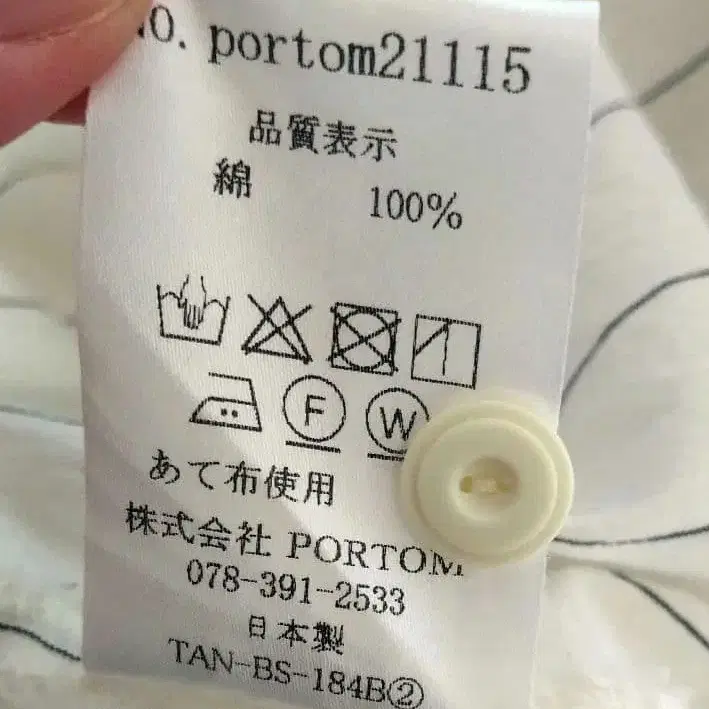 NO. portom21115
品質表示
綿 100%
F W
あて布使用
株式会社 PORTOM
078-391-2533
日本製
TAN-BS-184B②